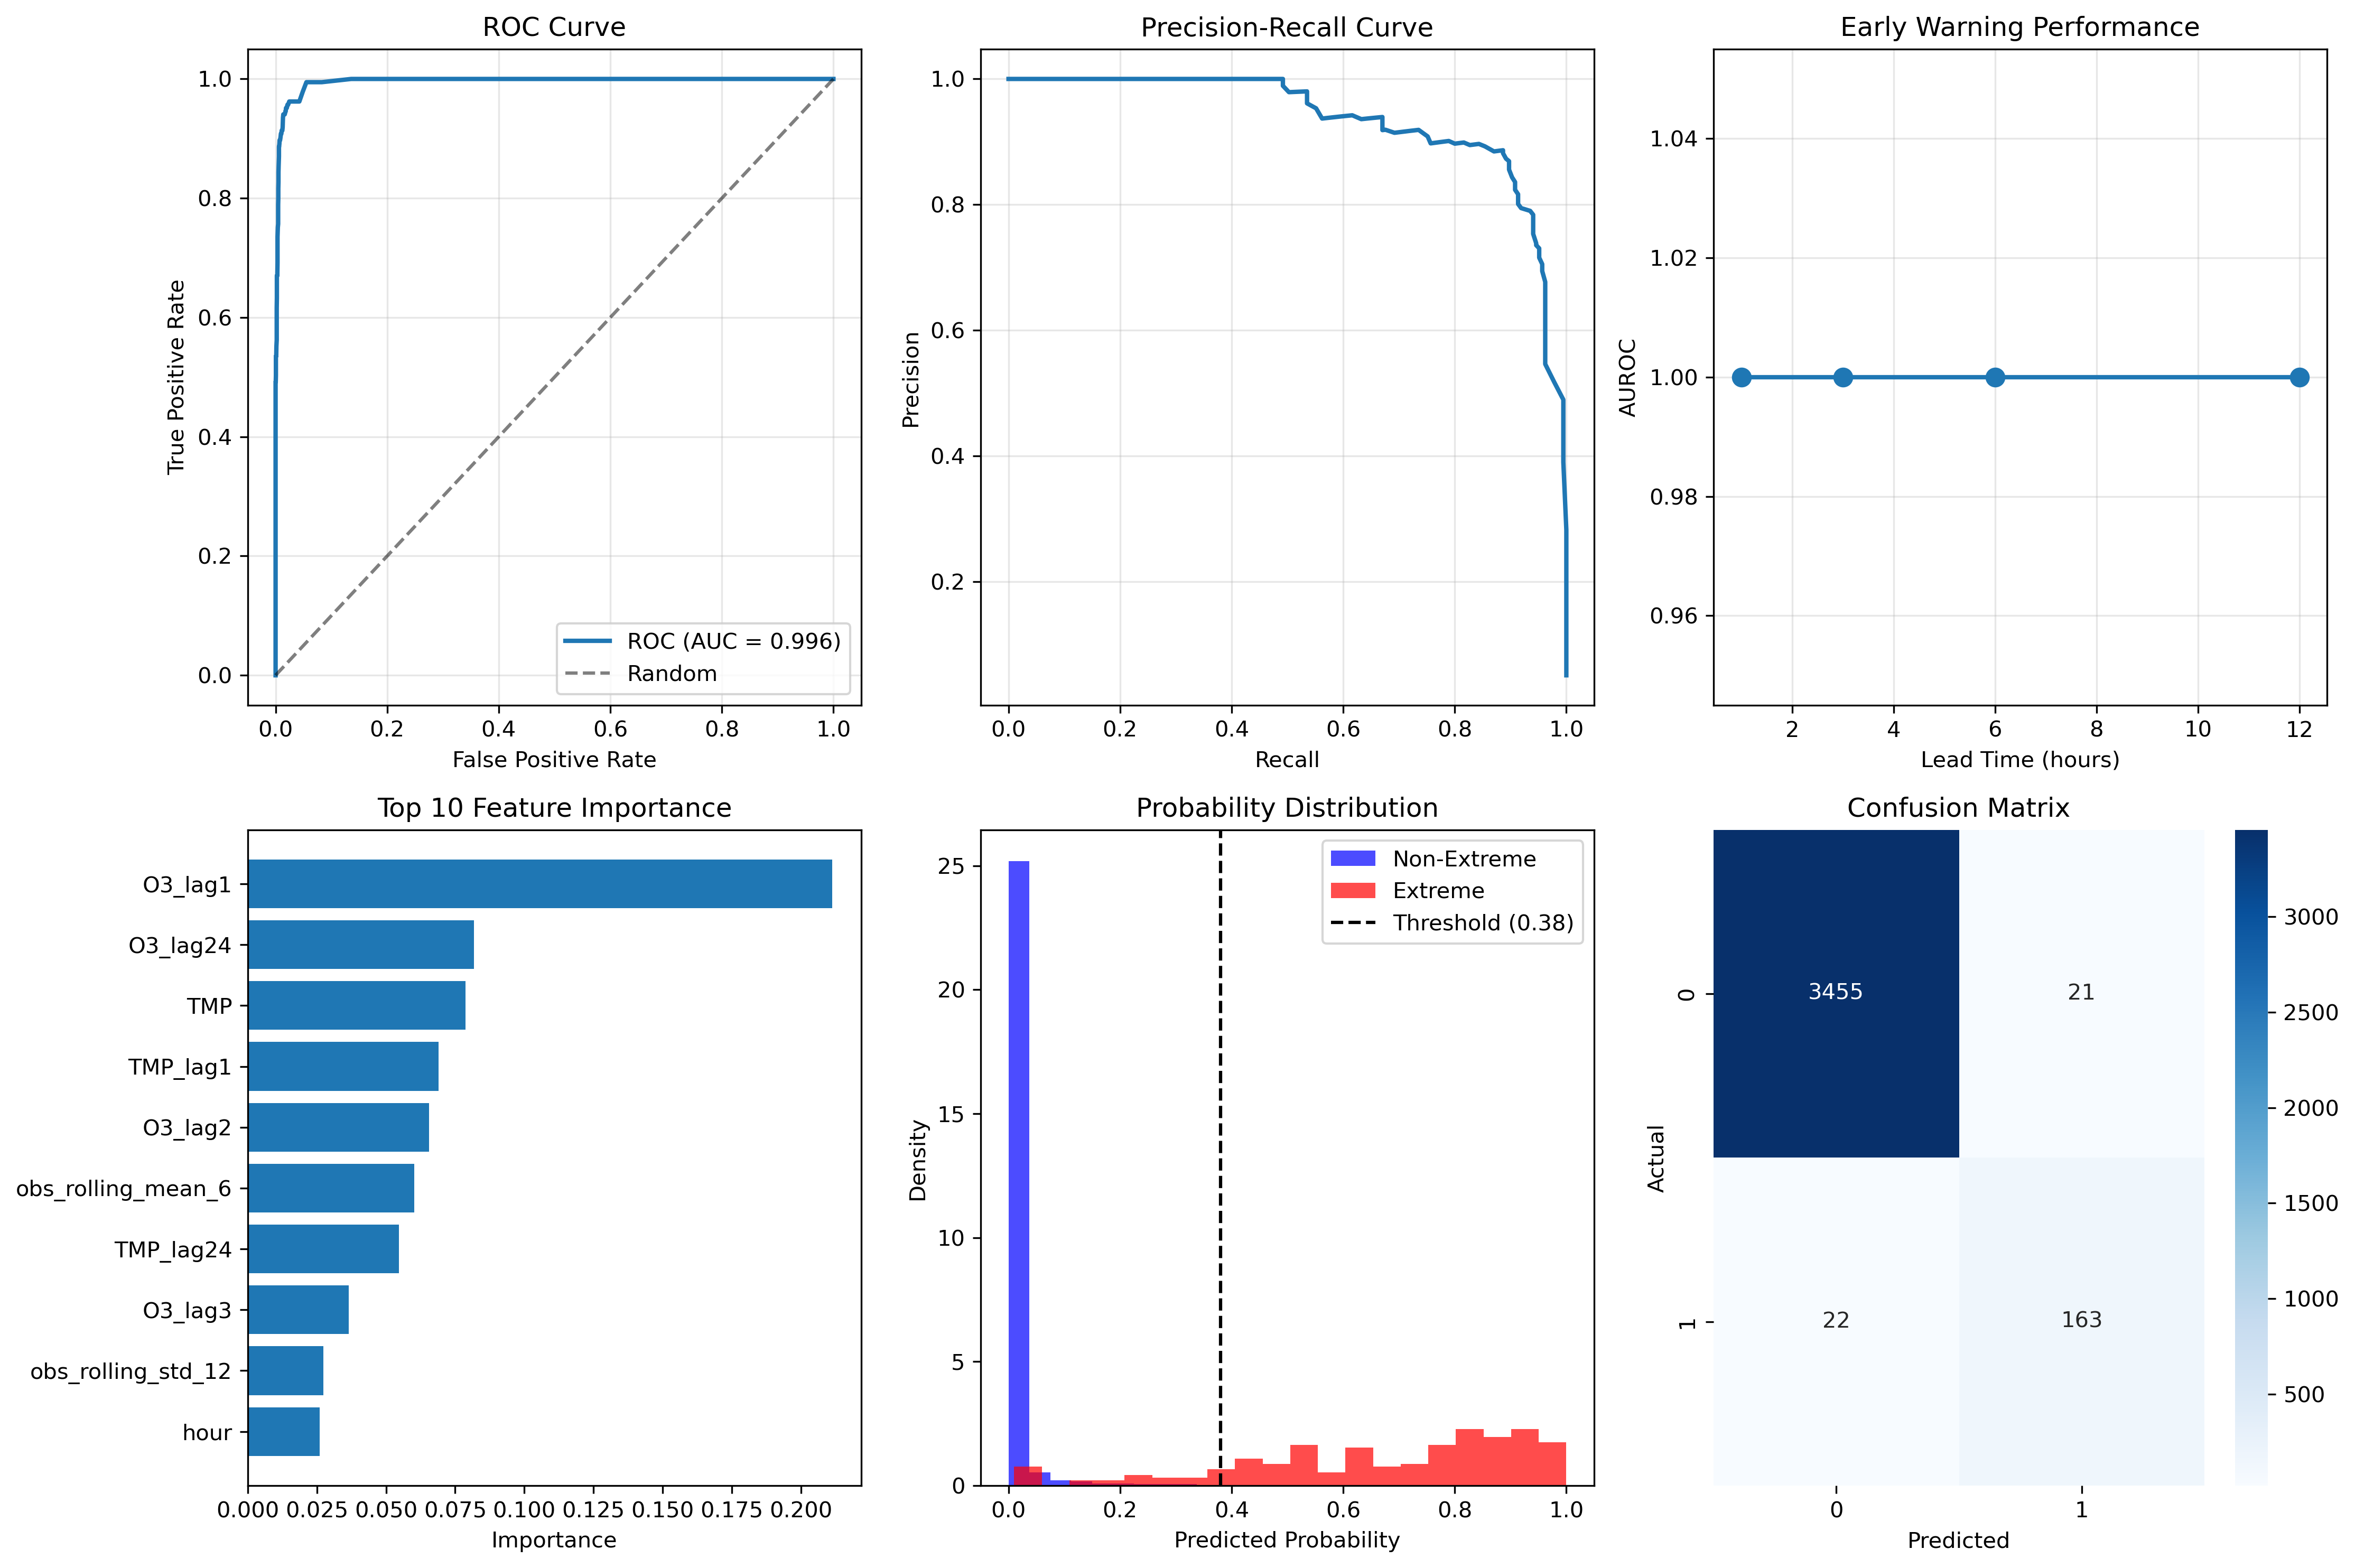 ROC Curve
1.0
0.8
0.6
0.4
0.2
0.0
True Positive Rate
ROC (AUC = 0.996)
Random
0.0 0.2 0.4 0.6 0.8 1.0
False Positive Rate
Precision-Recall Curve
1.0
0.8
0.6
0.4
0.2
Precision
0.0 0.2 0.4 0.6 0.8 1.0
Recall
Early Warning Performance
1.04
1.02
1.00
0.98
0.96
AUROC
2 4 6 8 10 12
Lead Time (hours)
Top 10 Feature Importance
O3_lag1
O3_lag24
TMP
TMP_lag1
O3_lag2
obs_rolling_mean_6
TMP_lag24
O3_lag3
obs_rolling_std_12
hour
0.000 0.025 0.050 0.075 0.100 0.125 0.150 0.175 0.200
Importance
Probability Distribution
Non-Extreme
Extreme
Threshold (0.38)
25
20
15
10
5
0
Density
0.0 0.2 0.4 0.6 0.8 1.0
Predicted Probability
Confusion Matrix
0
1
Actual
3455 21
22 163
0 1
Predicted
3000
2500
2000
1500
1000
500